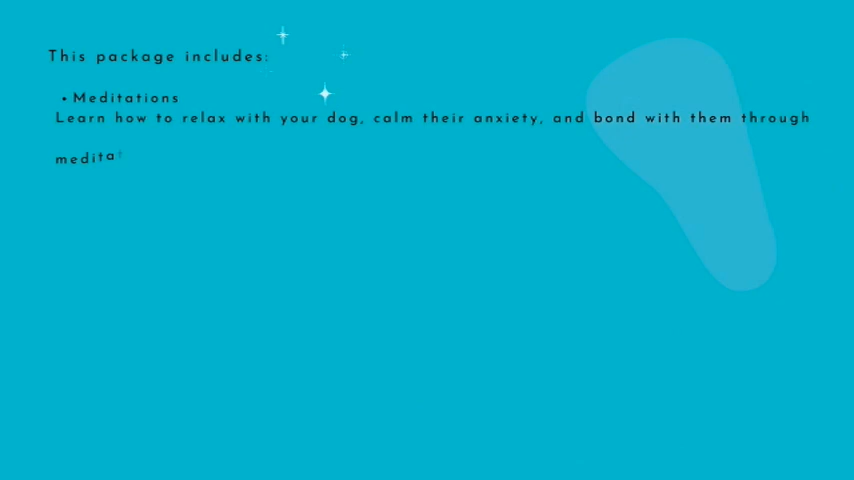 This package includes:
• Meditations
Learn how to relax with your dog, calm their anxiety, and bond with them through